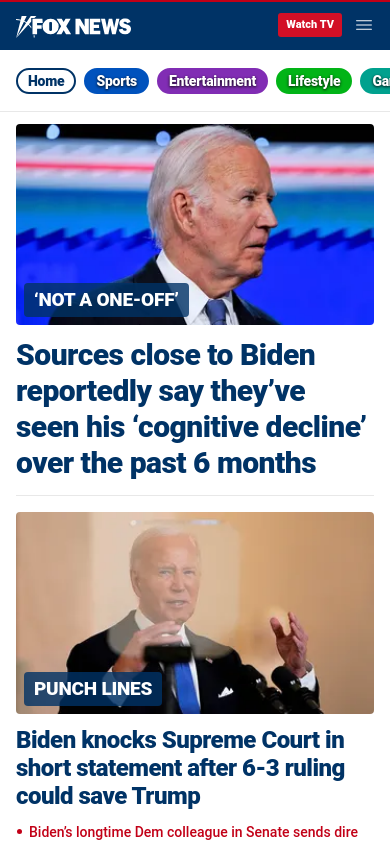 FOX NEWS
Watch TV
Home
Sports
Entertainment
Lifestyle
‘NOT A ONE-OFF’
Sources close to Biden
reportedly say they’ve
seen his ‘cognitive decline’
over the past 6 months
PUNCH LINES
Biden knocks Supreme Court in
short statement after 6-3 ruling
could save Trump
• Biden’s longtime Dem colleague in Senate sends dire